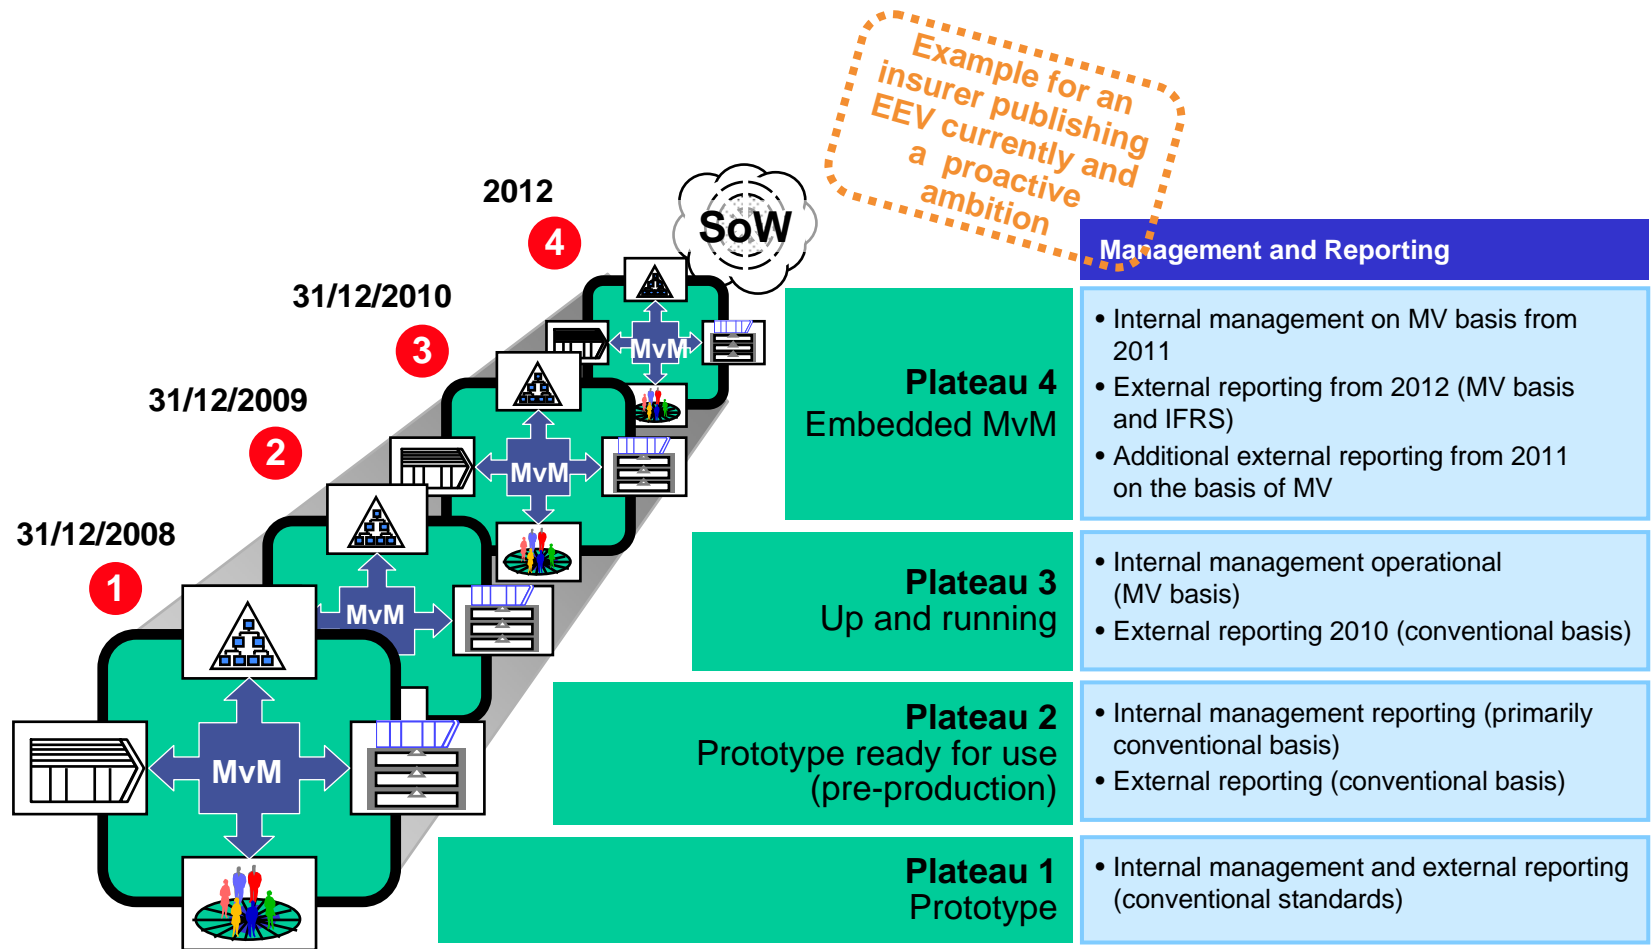 Example for an
insurer publishing
EEV currently and
a proactive
ambition
2012
4
SoW
31/12/2010
3
31/12/2009
2
31/12/2008
1
MvM
MvM
MvM
MvM
Management and Reporting
Plateau 4
Embedded MvM
• Internal management on MV basis from
2011
• External reporting from 2012 (MV basis
and IFRS)
• Additional external reporting from 2011
on the basis of MV
Plateau 3
Up and running
• Internal management operational
(MV basis)
• External reporting 2010 (conventional basis)
Plateau 2
Prototype ready for use
(pre-production)
• Internal management reporting (primarily
conventional basis)
• External reporting (conventional basis)
Plateau 1
Prototype
• Internal management and external reporting
(conventional standards)